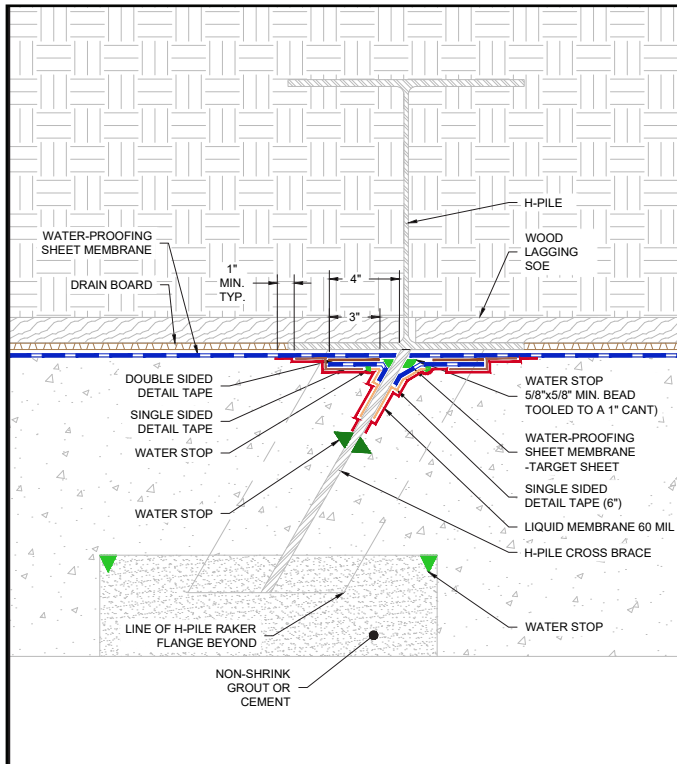 H-PILE
WATER-PROOFING
SHEET MEMBRANE
WOOD
LAGGING
SOE
1"
MIN.
TYP.
4"
DRAIN BOARD
3"
DOUBLE SIDED
DETAIL TAPE
WATER STOP
5/8"x5/8" MIN. BEAD
TOOLED TO A 1" CANT)
SINGLE SIDED
DETAIL TAPE
WATER STOP
WATER-PROOFING
SHEET MEMBRANE
-TARGET SHEET
SINGLE SIDED
DETAIL TAPE (6")
WATER STOP
LIQUID MEMBRANE 60 MIL
H-PILE CROSS BRACE
LINE OF H-PILE RAKER
FLANGE BEYOND
WATER STOP
NON-SHRINK
GROUT OR
CEMENT